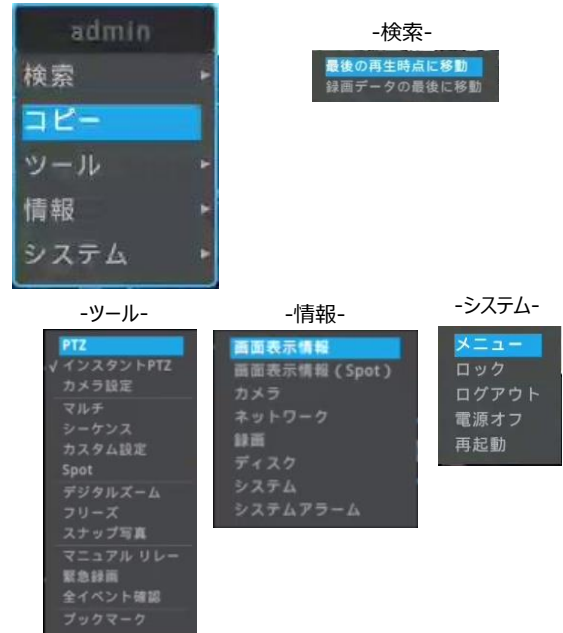 admin
検索
コピー
ツール
情報
システム
-検索-
最後の再生時点に移動
録画データの最後に移動
-ツール-
PTZ
√ インスタントPTZ
カメラ設定
マルチ
シーケンス
カスタム設定
Spot
デジタルズーム
フリーズ
スナップ写真
マニュアル リレー
緊急録画
全イベント確認
ブックマーク
-情報-
画面表示情報
画面表示情報 ( Spot )
カメラ
ネットワーク
録画
ディスク
システム
システムアラーム
-システム-
メニュー
ロック
ログアウト
電源オフ
再起動